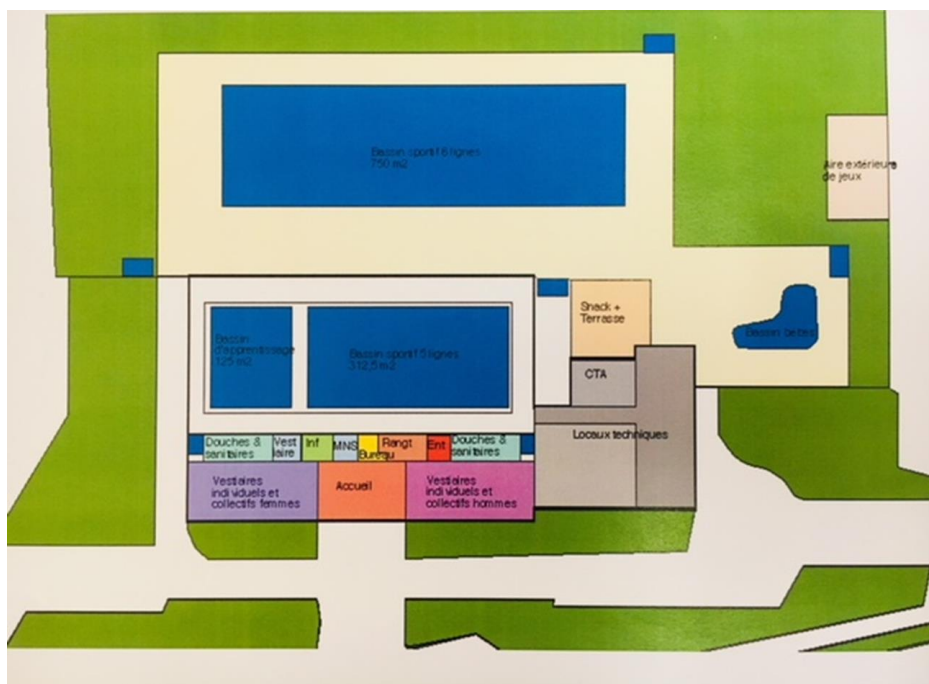 Bassin sportif 6 lignes
750 m2
Aire extérieure
de jeux
Snack +
Terrasse
Bassin
d'apprentissage
125 m2
Bassin sportif 5 lignes
312,5 m2
Bassin bébés
CTA
Locaux techniques
Douches &
sanitaires
Vest
iaire
Inf
MNS
Bureau
Rangt
Ent
Douches &
sanitaires
Vestiaires
individuels et
collectifs femmes
Accueil
Vestiaires
individuels et
collectifs hommes